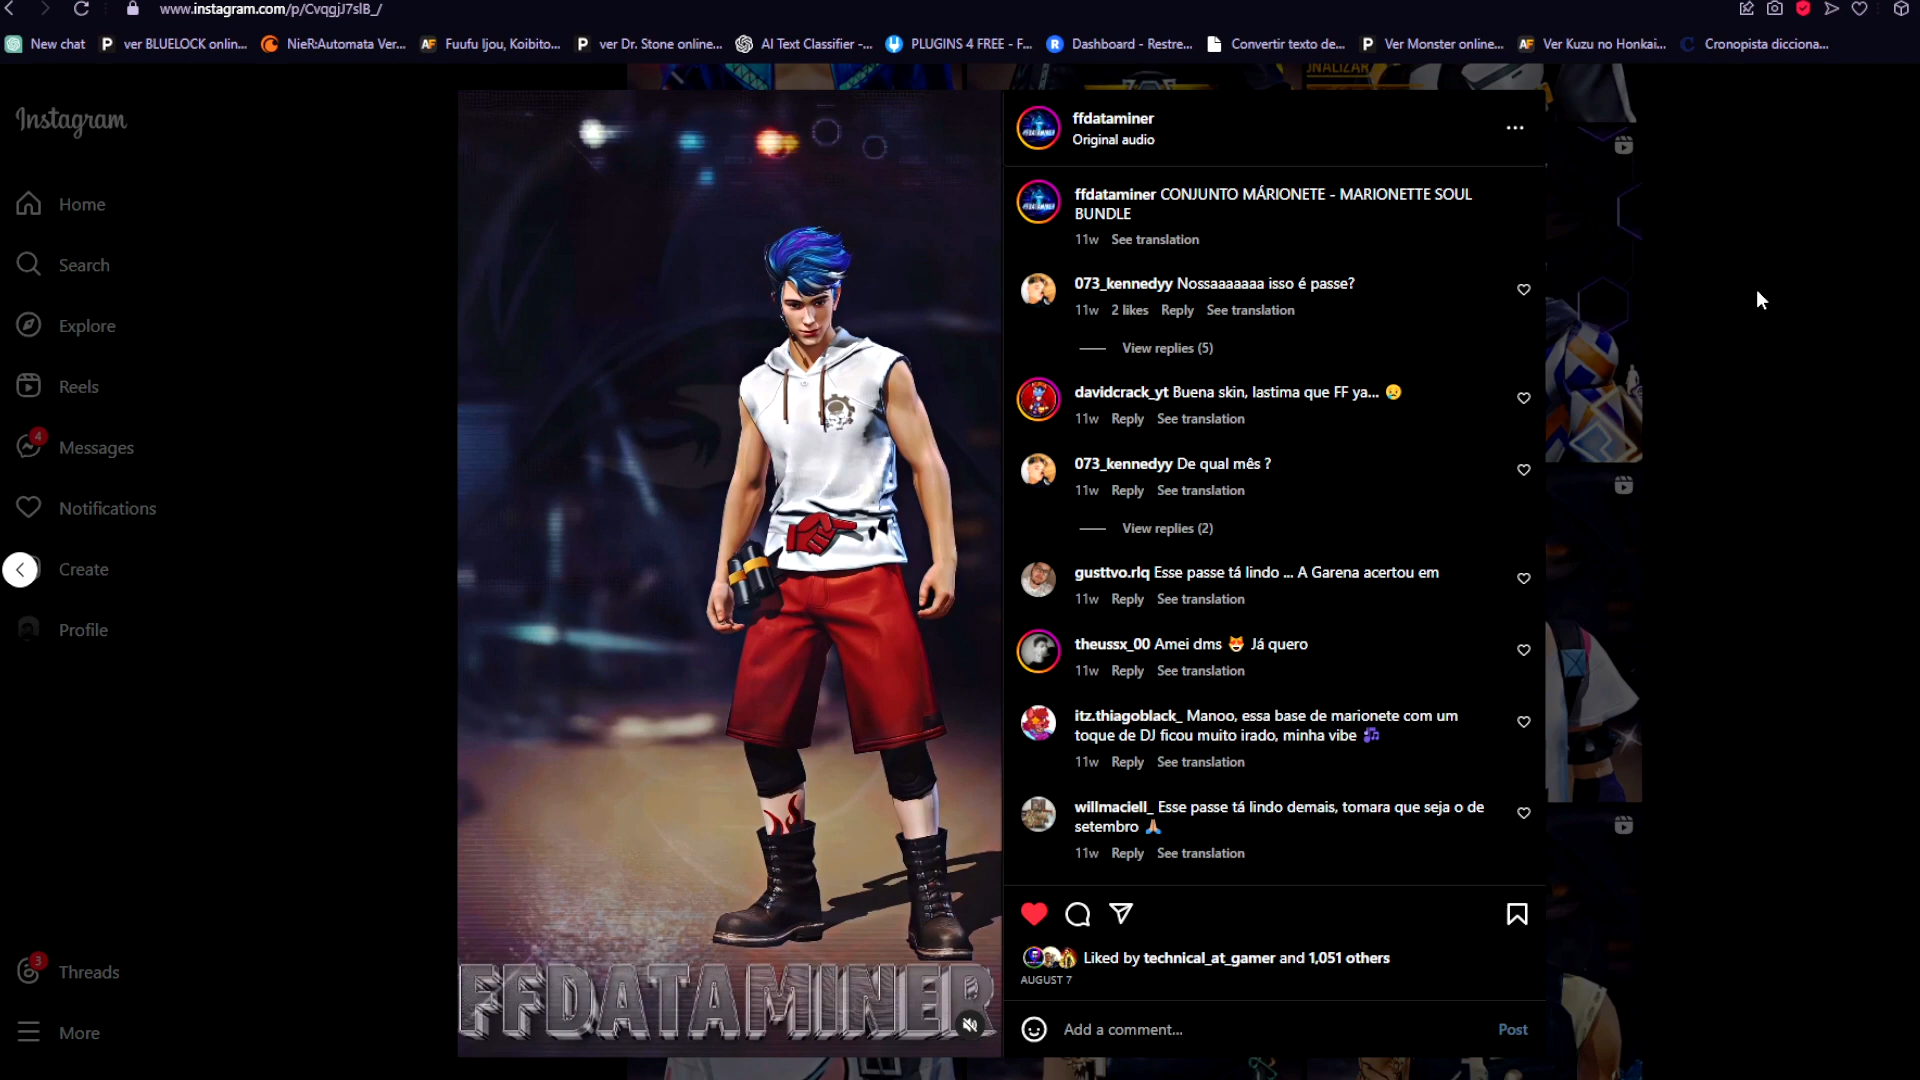 www.instagram.com/p/CvqgjJ7slB_/
New chat
ver BLUELOCK onlin...
NieR:Automata Ver...
Fuufu Ijou, Koibito...
ver Dr. Stone online...
AI Text Classifier -...
PLUGINS 4 FREE - F...
Dashboard - Restre...
Convertir texto de...
Ver Monster online...
Ver Kuzu no Honkai...
Cronopista dicciona...
Instagram
Home
Search
Explore
Reels
4
Messages
Notifications
Create
Profile
3
Threads
More
FFDATAMINER
ffdataminer
Original audio
ffdataminer CONJUNTO MÁRIONETE - MARIONETTE SOUL
BUNDLE
11w See translation
073_kennedyy Nossaaaaaaa isso é passe?
11w 2 likes Reply See translation
View replies (5)
davidcrack_yt Buena skin, lastima que FF ya... 😥
11w Reply See translation
073_kennedyy De qual mês ?
11w Reply See translation
View replies (2)
gusttvo.rlq Esse passe tá lindo ... A Garena acertou em
11w Reply See translation
theussx_00 Amei dms 😻 Já quero
11w Reply See translation
itz.thiagoblack_ Manoo, essa base de marionete com um
toque de DJ ficou muito irado, minha vibe 🎶
11w Reply See translation
willmaciell_ Esse passe tá lindo demais, tomara que seja o de
setembro 🙏🏽
11w Reply See translation
Liked by technical_at_gamer and 1,051 others
AUGUST 7
Add a comment...
Post